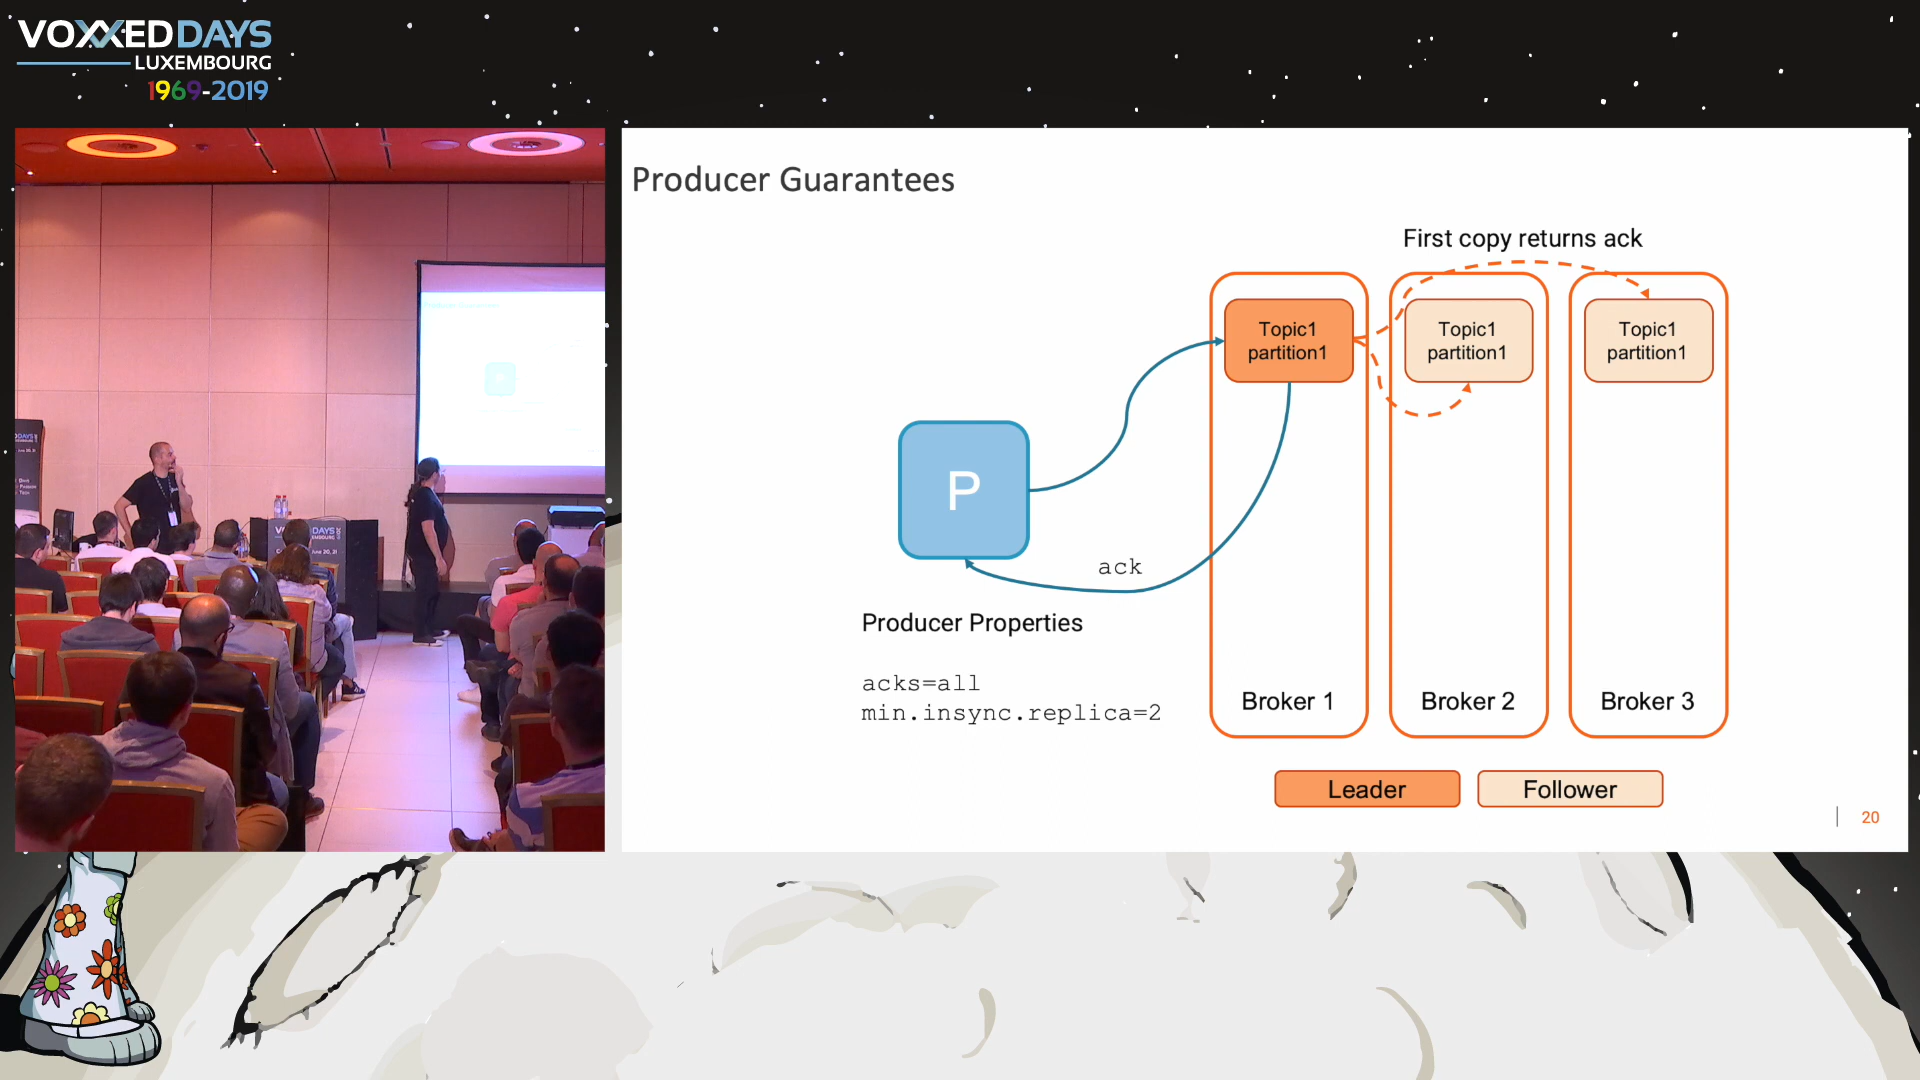 VOXXEDDAYS
LUXEMBOURG
1969-2019
Producer Guarantees
First copy returns ack
Topic1
partition1
Topic1
partition1
Topic1
partition1
P
ack
Producer Properties
acks=all
min.insync.replica=2
Broker 1
Broker 2
Broker 3
Leader
Follower
20
P